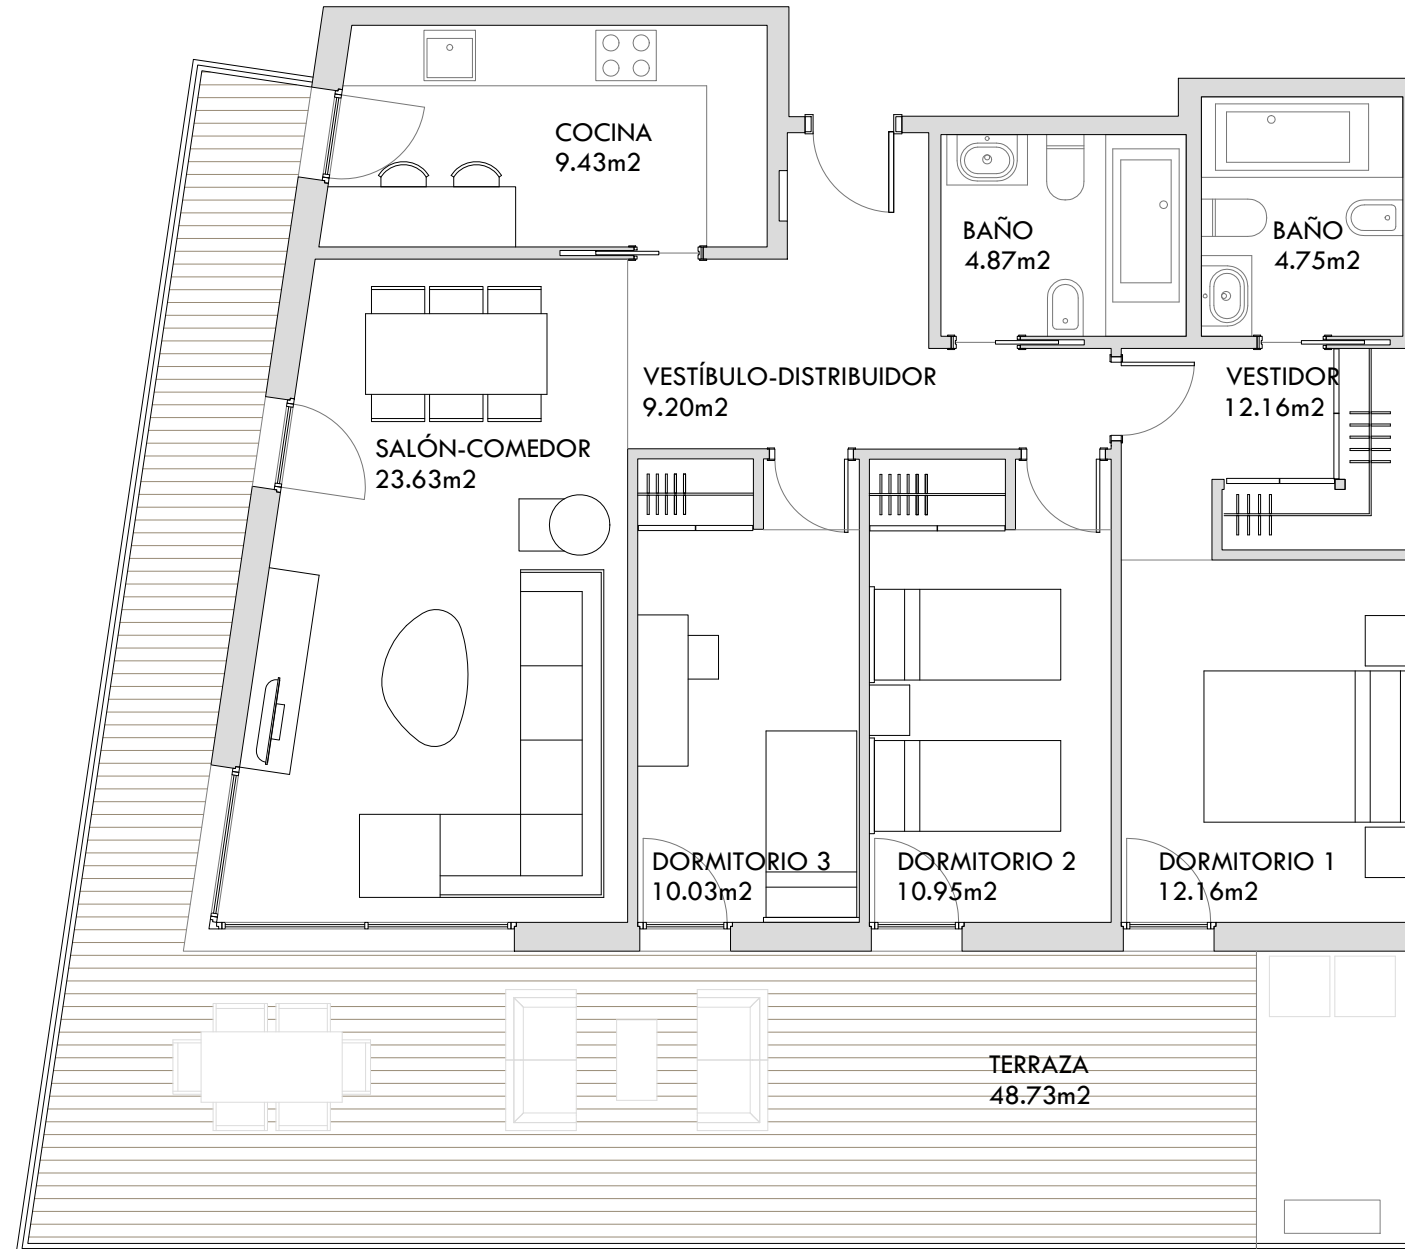 COCINA
9.43m2
BAÑO
4.87m2
BAÑO
4.75m2
VESTÍBULO-DISTRIBUIDOR
9.20m2
VESTIDOR
12.16m2
SALÓN-COMEDOR
23.63m2
DORMITORIO 3
10.03m2
DORMITORIO 2
10.95m2
DORMITORIO 1
12.16m2
TERRAZA
48.73m2